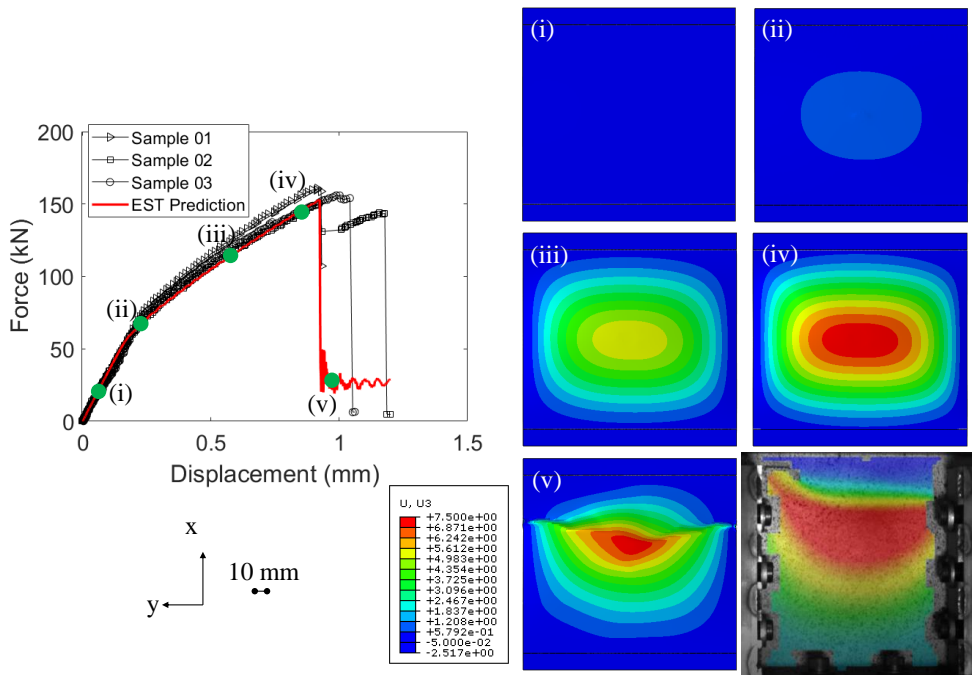 (i)
(ii)
200
150
100
50
0
Force (kN)
Sample 01
Sample 02
Sample 03
EST Prediction
(iv)
(iii)
(ii)
(i)
(v)
0
0.5
1
1.5
Displacement (mm)
(iii)
(iv)
(v)
x
y
10 mm
U, U3
+7.500e+00
+6.871e+00
+6.242e+00
+5.612e+00
+4.983e+00
+4.354e+00
+3.725e+00
+3.096e+00
+2.467e+00
+1.837e+00
+1.208e+00
+5.792e-01
-5.000e-02
-2.517e+00